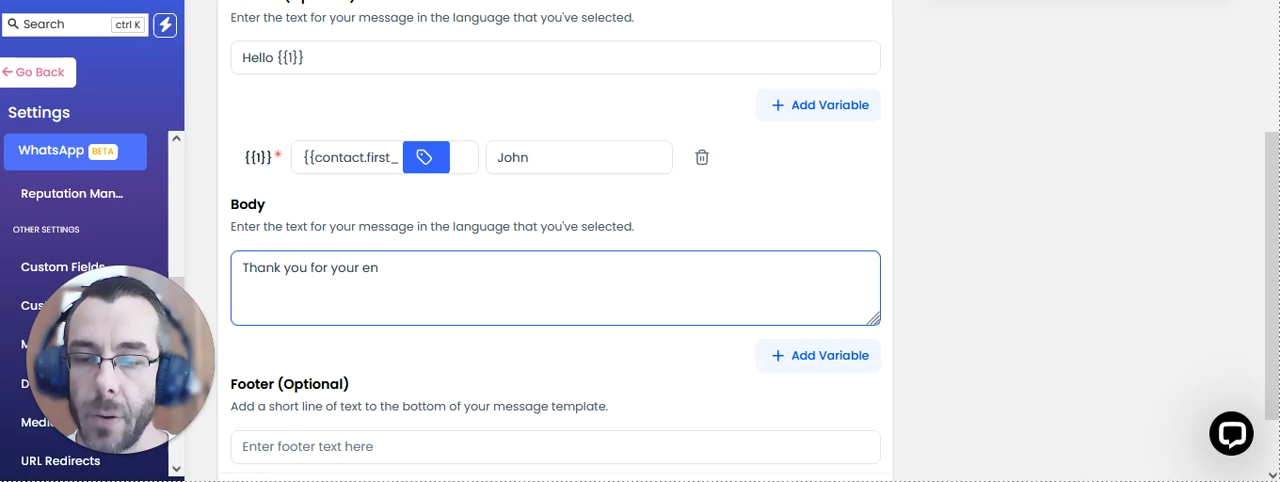 Search
ctrl K
Go Back
Settings
WhatsApp BETA
Reputation Man...
OTHER SETTINGS
Custom Fields
Medi
URL Redirects
Enter the text for your message in the language that you've selected.
Hello {{1}}
+ Add Variable
{{1}}* {{contact.first_ John
Body
Enter the text for your message in the language that you've selected.
Thank you for your en
+ Add Variable
Footer (Optional)
Add a short line of text to the bottom of your message template.
Enter footer text here